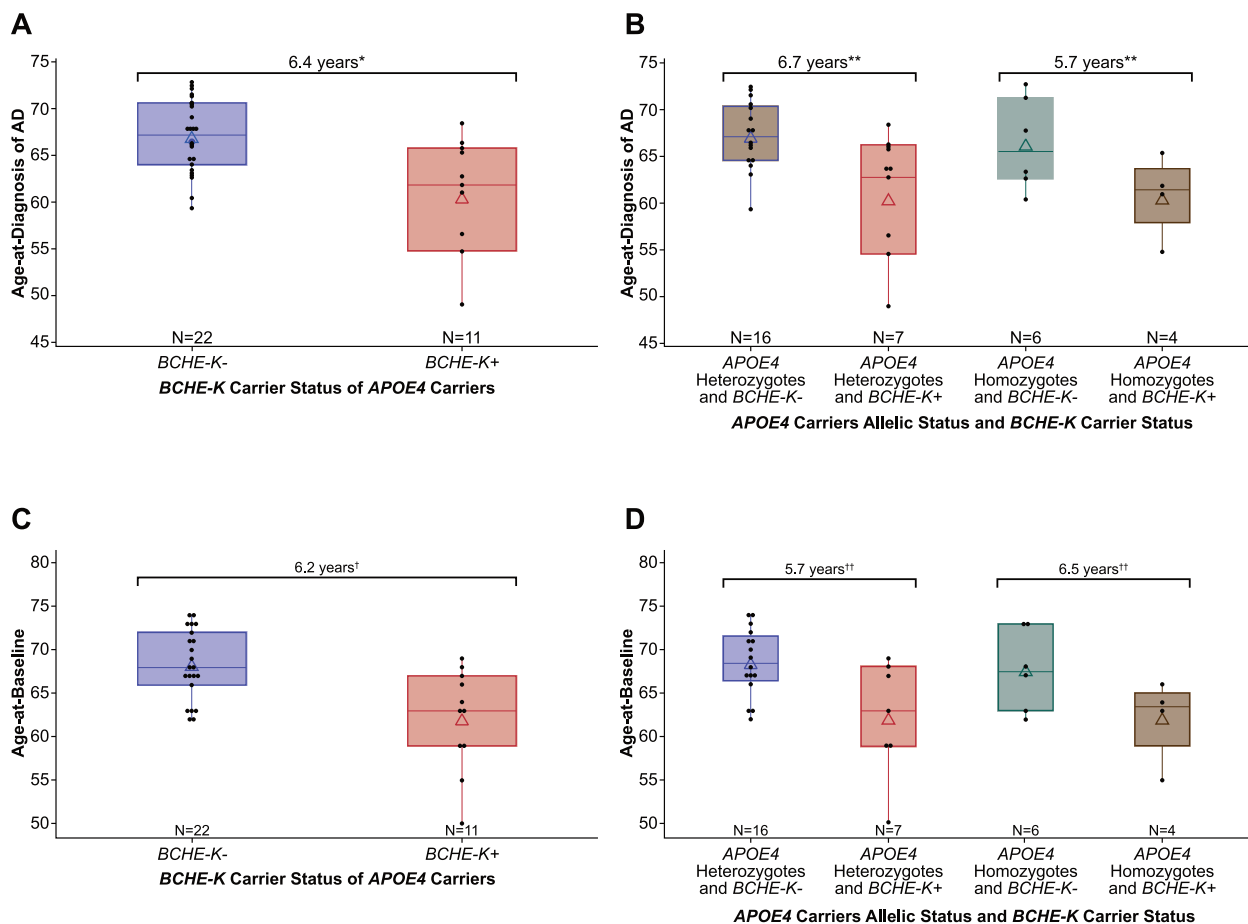 A
6.4 years*
75
70
65
60
55
50
45
Age-at-Diagnosis of AD
N=22
N=11
BCHE-K-
BCHE-K+
BCHE-K Carrier Status of APOE4 Carriers
B
6.7 years**
5.7 years**
75
70
65
60
55
50
45
Age-at-Diagnosis of AD
N=16
N=7
N=6
N=4
APOE4
Heterozygotes
and BCHE-K-
APOE4
Heterozygotes
and BCHE-K+
APOE4
Homozygotes
and BCHE-K-
APOE4
Homozygotes
and BCHE-K+
APOE4 Carriers Allelic Status and BCHE-K Carrier Status
C
6.2 years†
80
75
70
65
60
55
50
Age-at-Baseline
N=22
N=11
BCHE-K-
BCHE-K+
BCHE-K Carrier Status of APOE4 Carriers
D
5.7 years††
6.5 years††
80
75
70
65
60
55
50
Age-at-Baseline
N=16
N=7
N=6
N=4
APOE4
Heterozygotes
and BCHE-K-
APOE4
Heterozygotes
and BCHE-K+
APOE4
Homozygotes
and BCHE-K-
APOE4
Homozygotes
and BCHE-K+
APOE4 Carriers Allelic Status and BCHE-K Carrier Status